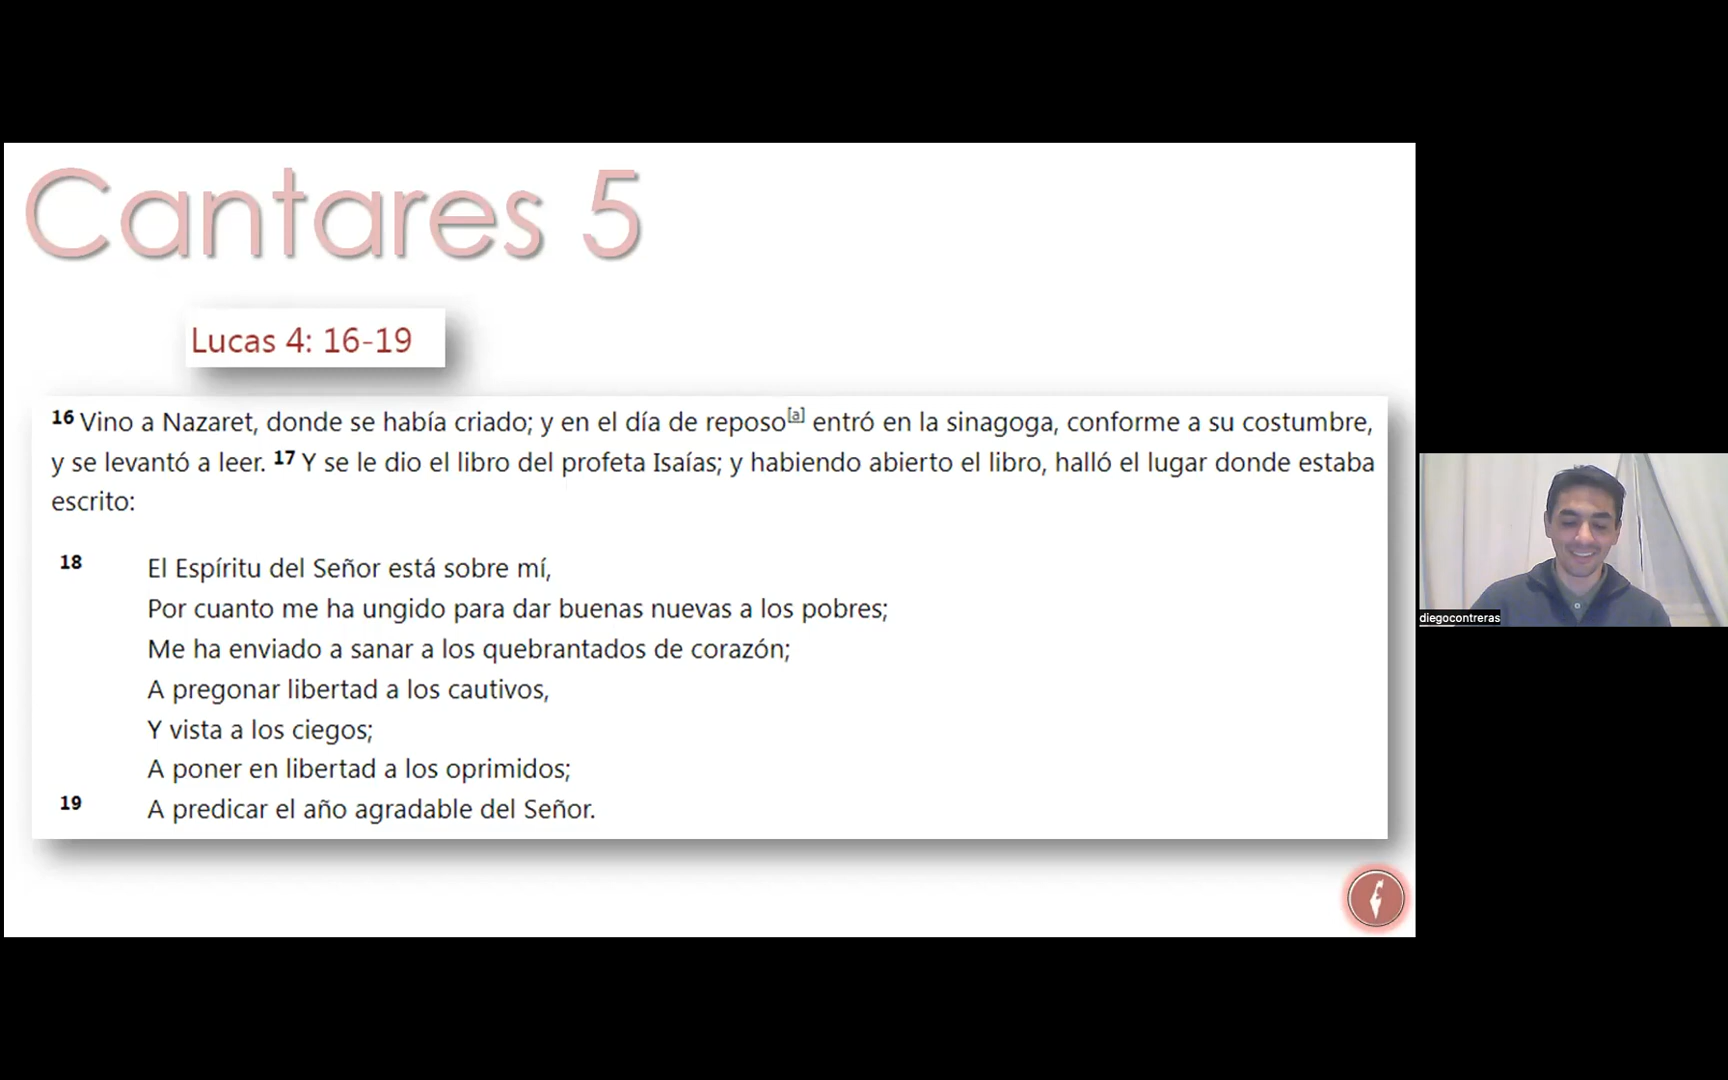 Cantares 5
Lucas 4: 16-19
16 Vino a Nazaret, donde se había criado; y en el día de reposo[a] entró en la sinagoga, conforme a su costumbre,
y se levantó a leer. 17 Y se le dio el libro del profeta Isaías; y habiendo abierto el libro, halló el lugar donde estaba
escrito:
18 El Espíritu del Señor está sobre mí,
Por cuanto me ha ungido para dar buenas nuevas a los pobres;
Me ha enviado a sanar a los quebrantados de corazón;
A pregonar libertad a los cautivos,
Y vista a los ciegos;
A poner en libertad a los oprimidos;
19 A predicar el año agradable del Señor.
diegocontreras